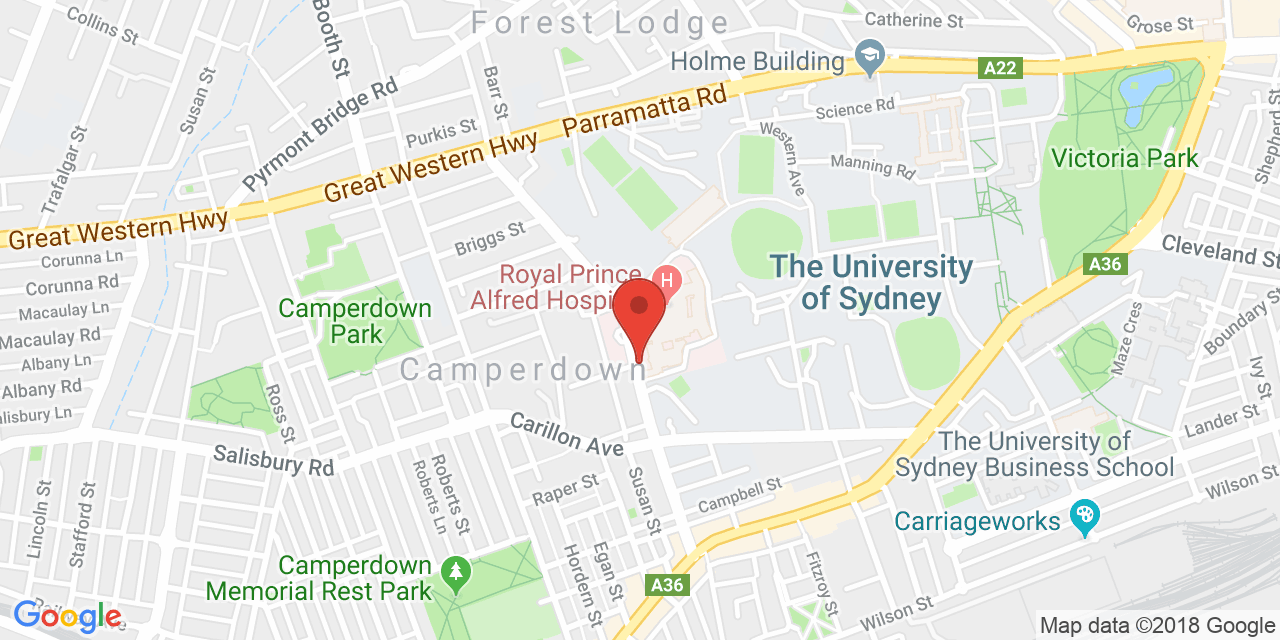 Collins St
Booth St
Forest Lodge
Catherine St
Grose St
Susan St
Barr St
Holme Building
A22
Pyrmont Bridge Rd
Purkis St
Parramatta Rd
Science Rd
Western Ave
Manning Rd
Victoria Park
Shepherd St
Trafalgar St
Great Western Hwy
Great Western Hwy
Briggs St
Cleveland St
A36
Corunna Ln
Corunna Rd
Macaulay Ln
Macaulay Rd
Albany Ln
Albany Rd
Salisbury Ln
Royal Prince
Alfred Hospital
H
The University
of Sydney
Camperdown
Park
Boundary St
Maze Cres
Ivy St
Camperdown
Ross St
Carillon Ave
Salisbury Rd
Lander St
The University of
Sydney Business School
Wilson St
Roberts St
Roberts Ln
Raper St
Susan St
Campbell St
Carriageworks
Lincoln St
Stafford St
Egan St
Hordern St
Fitzroy St
Camperdown
Memorial Rest Park
A36
Wilson St
Google
Map data ©2018 Google